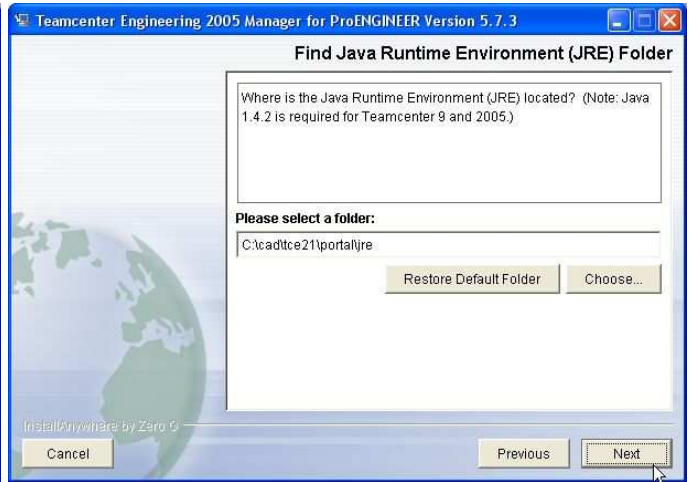 Teamcenter Engineering 2005 Manager for ProENGINEER Version 5.7.3
Find Java Runtime Environment (JRE) Folder
Where is the Java Runtime Environment (JRE) located? (Note: Java
1.4.2 is required for Teamcenter 9 and 2005.)
Please select a folder:
C:\cad\tce21\portal\jre
Restore Default Folder
Choose...
InstallAnywhere by Zero G
Cancel
Previous
Next